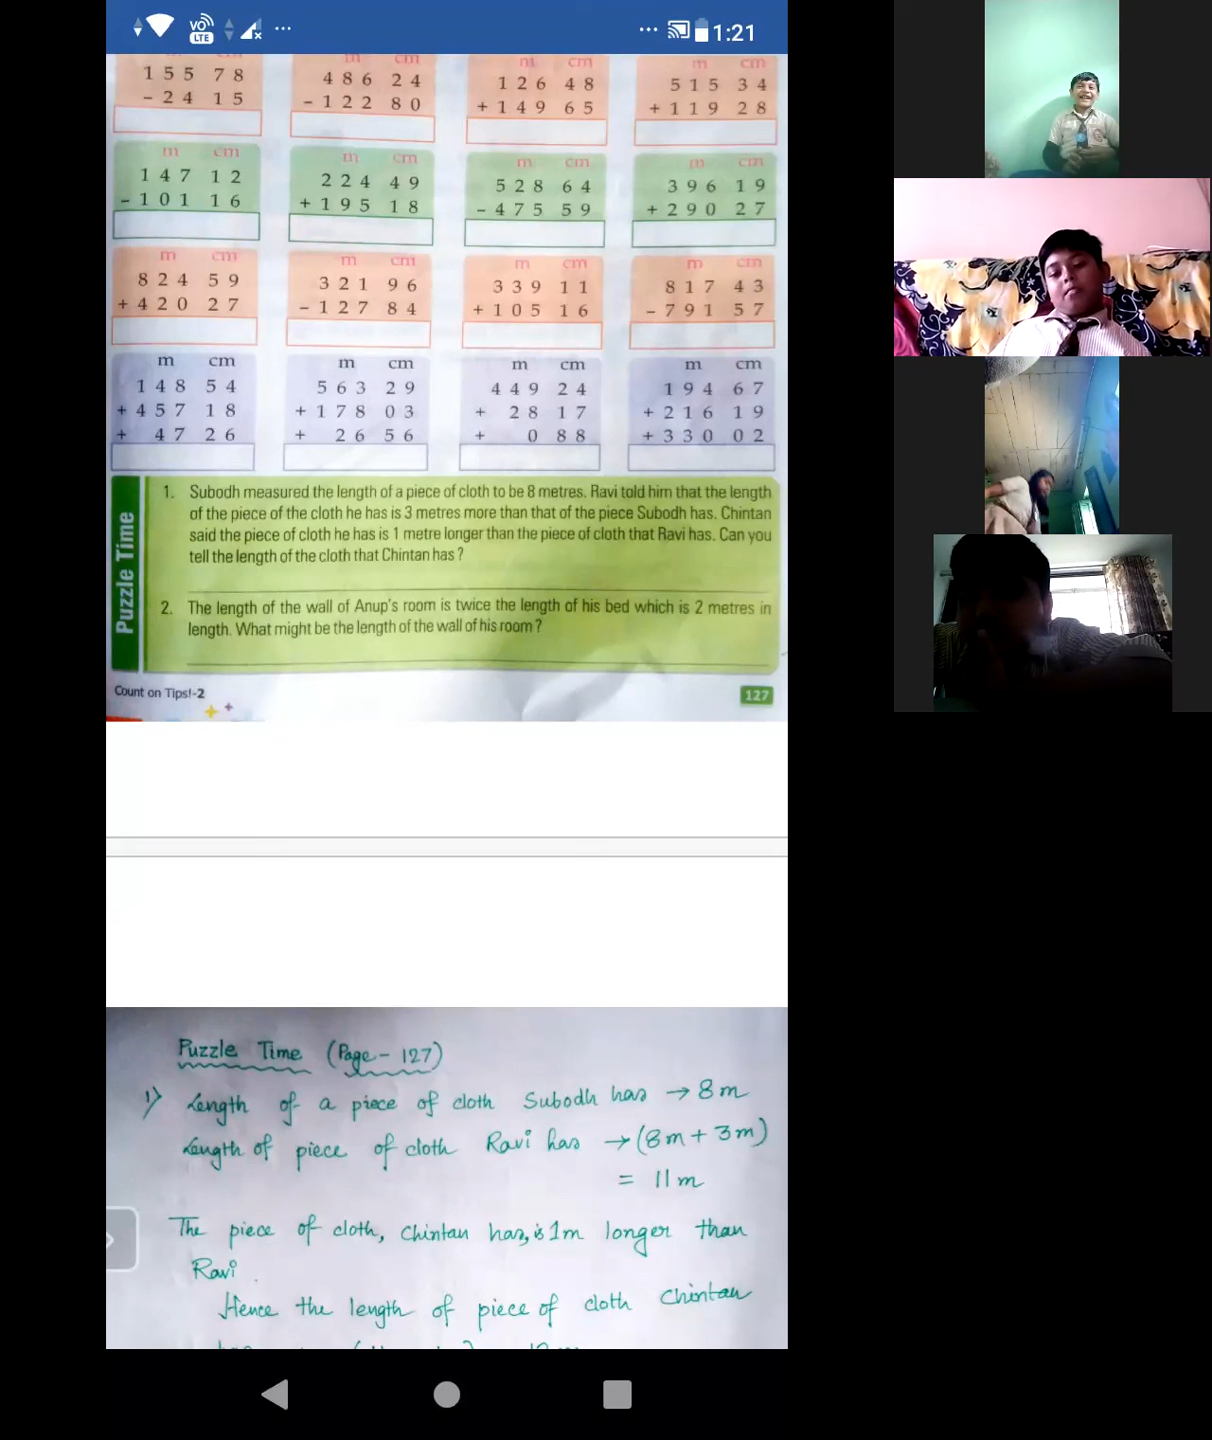 VO
LTE
1:21
m cm m cm m cm
1 5 5 7 8 4 8 6 2 4 1 2 6 4 8 5 1 5 3 4
- 2 4 1 5 - 1 2 2 8 0 + 1 4 9 6 5 + 1 1 9 2 8
m cm m cm m cm m cm
1 4 7 1 2 2 2 4 4 9 5 2 8 6 4 3 9 6 1 9
- 1 0 1 1 6 + 1 9 5 1 8 - 4 7 5 5 9 + 2 9 0 2 7
m cm m cm m cm m cm
8 2 4 5 9 3 2 1 9 6 3 3 9 1 1 8 1 7 4 3
+ 4 2 0 2 7 - 1 2 7 8 4 + 1 0 5 1 6 - 7 9 1 5 7
m cm m cm m cm m cm
1 4 8 5 4 5 6 3 2 9 4 4 9 2 4 1 9 4 6 7
+ 4 5 7 1 8 + 1 7 8 0 3 + 2 8 1 7 + 2 1 6 1 9
+ 4 7 2 6 + 2 6 5 6 + 0 8 8 + 3 3 0 0 2
Puzzle Time
1. Subodh measured the length of a piece of cloth to be 8 metres. Ravi told him that the length
of the piece of the cloth he has is 3 metres more than that of the piece Subodh has. Chintan
said the piece of cloth he has is 1 metre longer than the piece of cloth that Ravi has. Can you
tell the length of the cloth that Chintan has ?
2. The length of the wall of Anup's room is twice the length of his bed which is 2 metres in
length. What might be the length of the wall of his room ?
Count on Tips!-2
127
Puzzle Time (Page - 127)
1) Length of a piece of cloth Subodh has → 8 m
Length of piece of cloth Ravi has → (8m + 3m)
= 11 m
The piece of cloth, Chintan has, is 1m longer than
Ravi.
Hence the length of piece of cloth Chintan